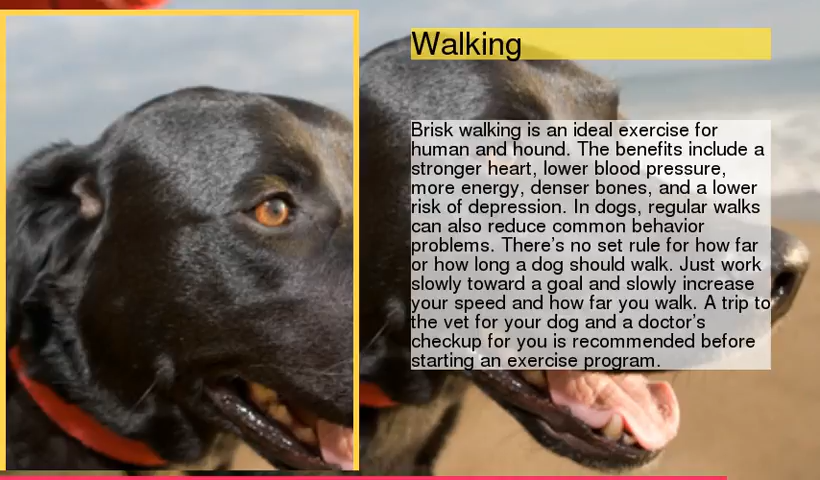 Walking
Brisk walking is an ideal exercise for
human and hound. The benefits include a
stronger heart, lower blood pressure,
more energy, denser bones, and a lower
risk of depression. In dogs, regular walks
can also reduce common behavior
problems. There’s no set rule for how far
or how long a dog should walk. Just work
slowly toward a goal and slowly increase
your speed and how far you walk. A trip to
the vet for your dog and a doctor’s
checkup for you is recommended before
starting an exercise program.